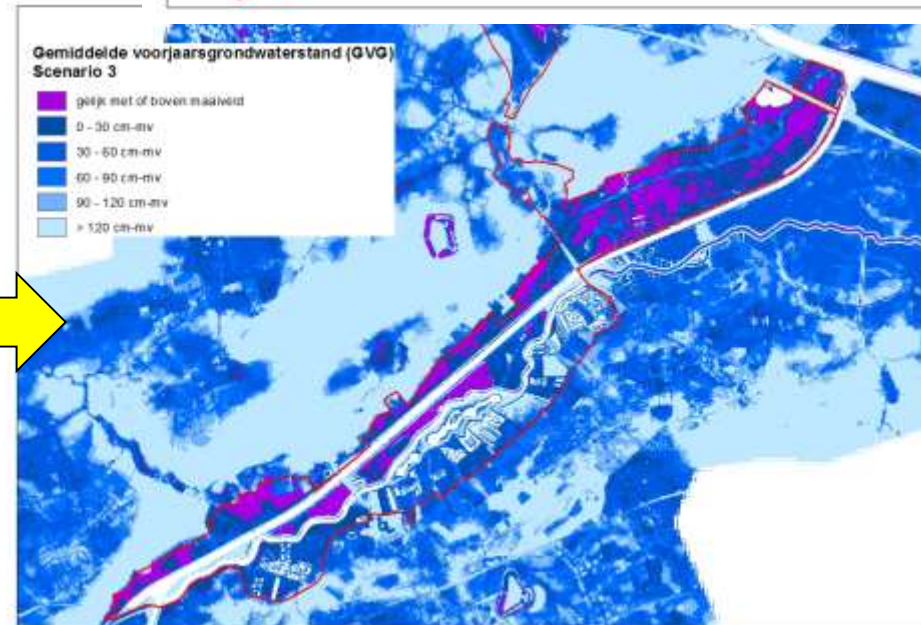 Gemiddelde voorjaarsgrondwaterstand (GVG)
Scenario 3
gelijk met of boven maaiveld
0 - 30 cm-mv
30 - 60 cm-mv
60 - 90 cm-mv
90 - 120 cm-mv
> 120 cm-mv